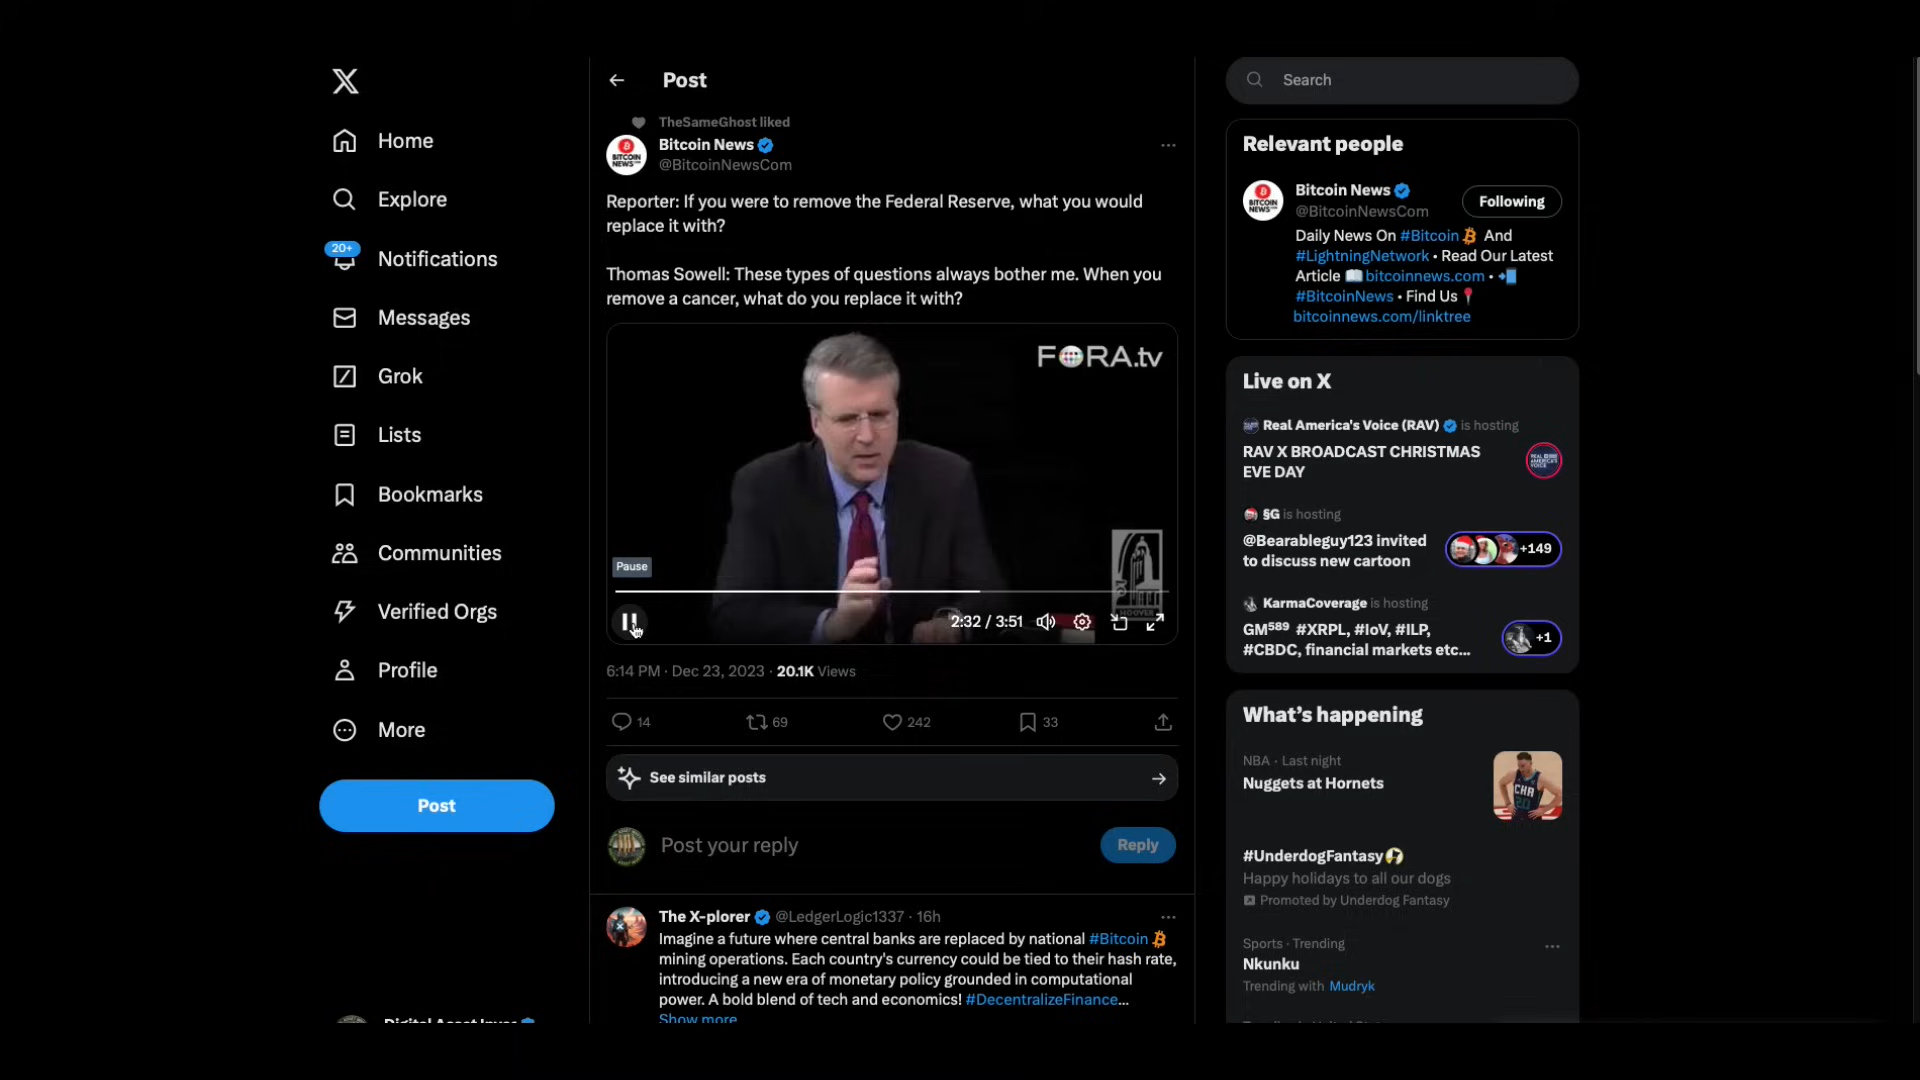 Home
Explore
20+
Notifications
Messages
Grok
Lists
Bookmarks
Communities
Verified Orgs
Profile
More
Post
Post
TheSameGhost liked
Bitcoin News
@BitcoinNewsCom
Reporter: If you were to remove the Federal Reserve, what you would
replace it with?
Thomas Sowell: These types of questions always bother me. When you
remove a cancer, what do you replace it with?
FORA.tv
HOOVER
Pause
2:32 / 3:51
6:14 PM · Dec 23, 2023 · 20.1K Views
14
69
242
33
See similar posts
Post your reply
Reply
The X-plorer @LedgerLogic1337 · 16h
Imagine a future where central banks are replaced by national #Bitcoin
mining operations. Each country's currency could be tied to their hash rate,
introducing a new era of monetary policy grounded in computational
power. A bold blend of tech and economics! #DecentralizeFinance...
Show more
Search
Relevant people
Bitcoin News
@BitcoinNewsCom
Following
Daily News On #Bitcoin And
#LightningNetwork • Read Our Latest
Article bitcoinnews.com •
#BitcoinNews • Find Us
bitcoinnews.com/linktree
Live on X
Real America's Voice (RAV) is hosting
RAV X BROADCAST CHRISTMAS
EVE DAY
§G is hosting
@Bearableguy123 invited
to discuss new cartoon
+149
KarmaCoverage is hosting
GM⁵⁸⁹ #XRPL, #IoV, #ILP,
#CBDC, financial markets etc...
+1
What's happening
NBA · Last night
Nuggets at Hornets
#UnderdogFantasy
Happy holidays to all our dogs
Promoted by Underdog Fantasy
Sports · Trending
Nkunku
Trending with Mudryk